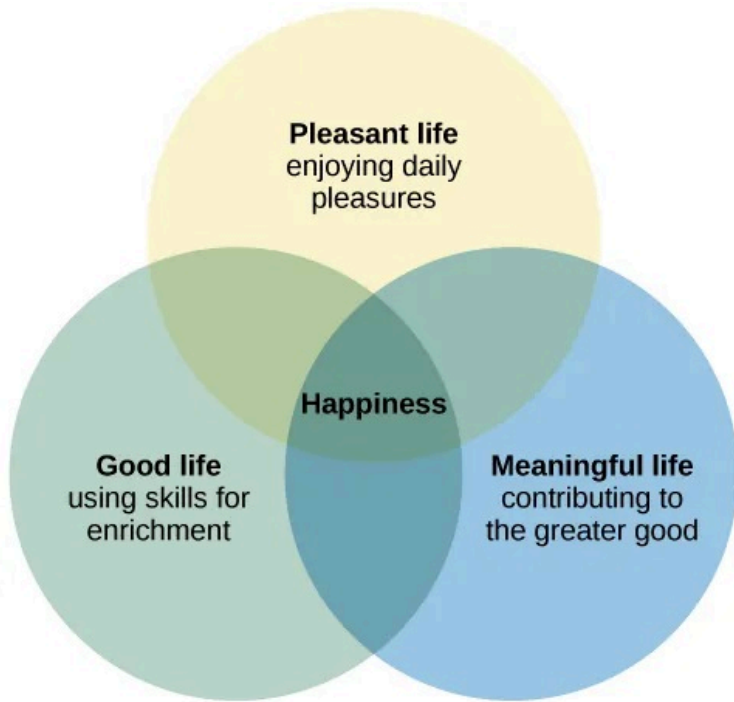 Pleasant life
enjoying daily
pleasures
Happiness
Good life
using skills for
enrichment
Meaningful life
contributing to
the greater good